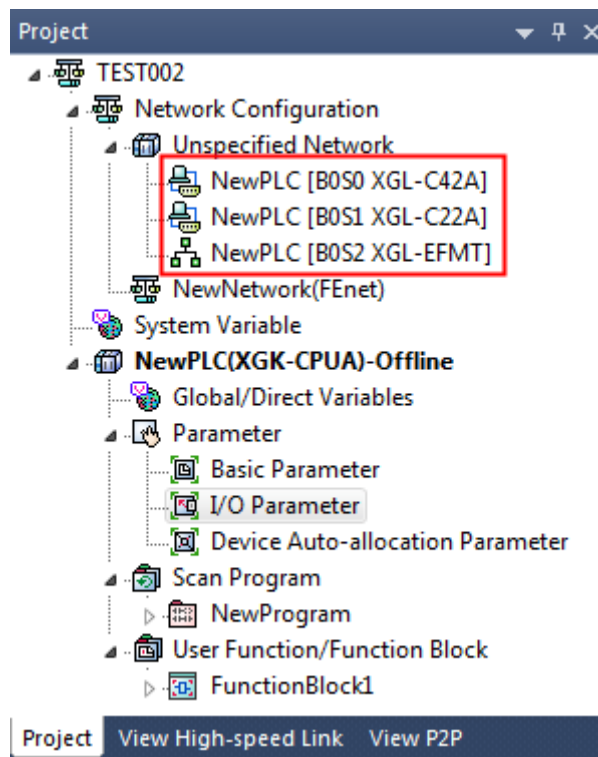 Project
TEST002
Network Configuration
Unspecified Network
NewPLC [B0S0 XGL-C42A]
NewPLC [B0S1 XGL-C22A]
NewPLC [B0S2 XGL-EFMT]
NewNetwork(FEnet)
System Variable
NewPLC(XGK-CPUA)-Offline
Global/Direct Variables
Parameter
Basic Parameter
I/O Parameter
Device Auto-allocation Parameter
Scan Program
NewProgram
User Function/Function Block
FunctionBlock1
Project View High-speed Link View P2P